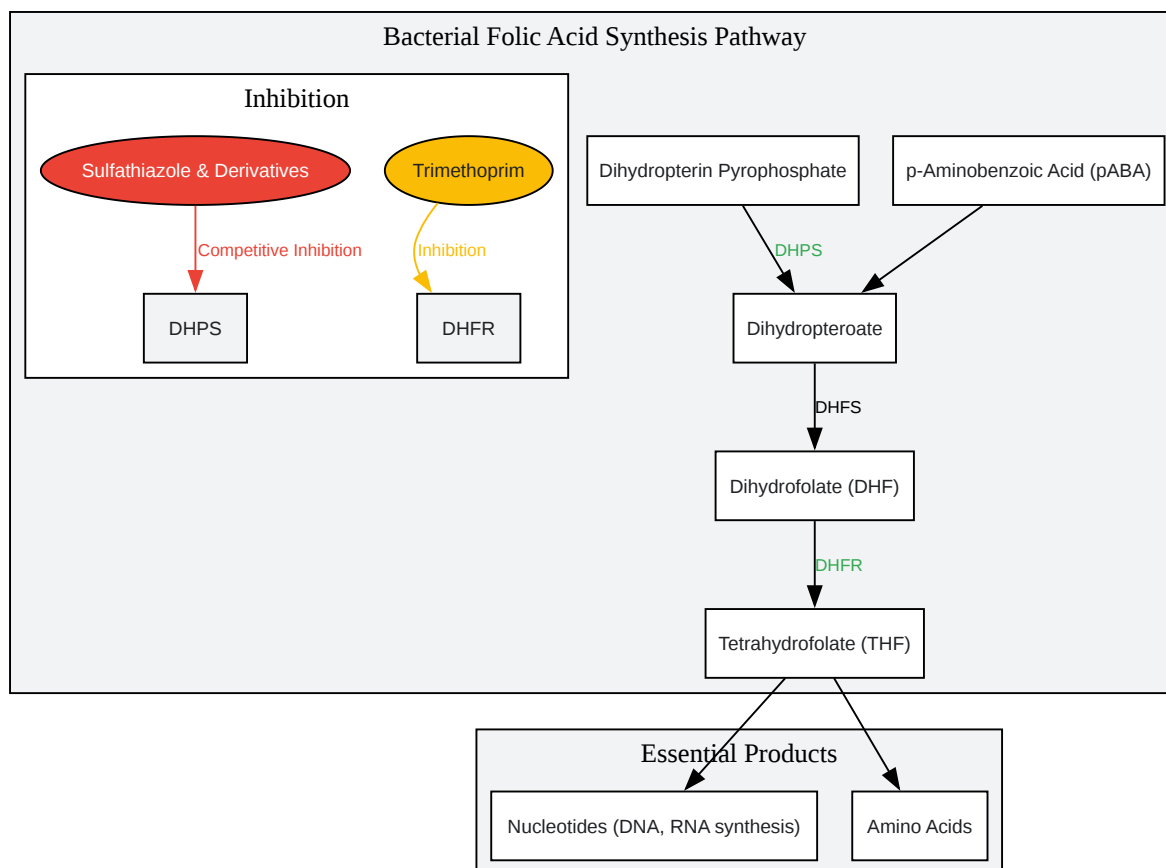 Bacterial Folic Acid Synthesis Pathway
Inhibition
Sulfathiazole & Derivatives
Trimethoprim
Dihydropterin Pyrophosphate
p-Aminobenzoic Acid (pABA)
Competitive Inhibition
Inhibition
DHPS
DHPS
DHFR
Dihydropteroate
DHFS
Dihydrofolate (DHF)
DHFR
Tetrahydrofolate (THF)
Essential Products
Nucleotides (DNA, RNA synthesis)
Amino Acids